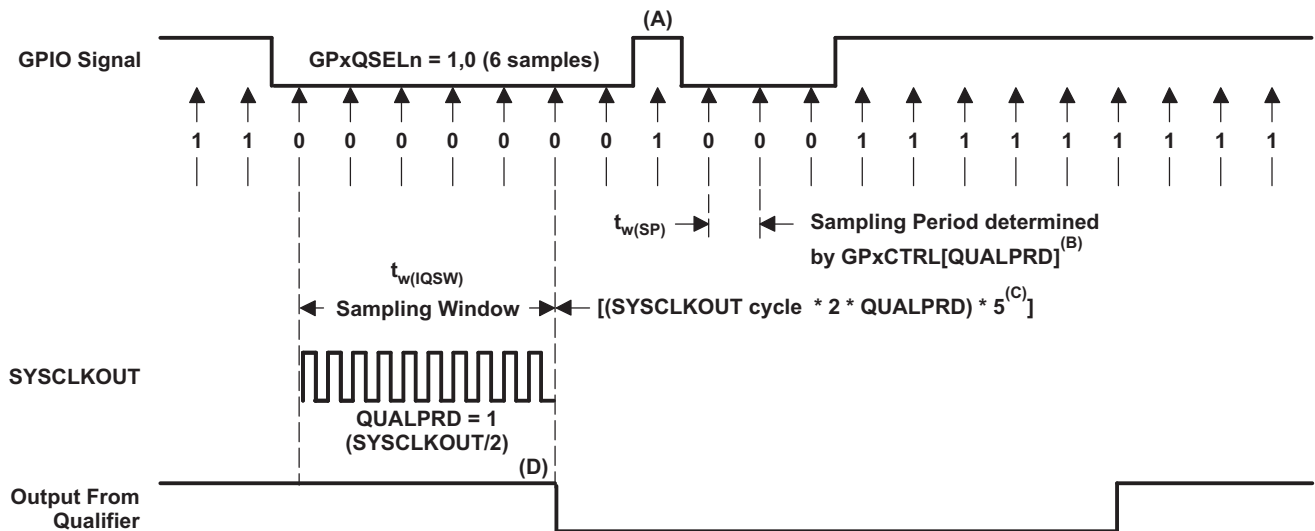 (A)
GPIO Signal
GPxQSELn = 1,0 (6 samples)
1 1 0 0 0 0 0 0 0 1 0 0 0 1 1 1 1 1 1 1 1 1
tw(SP)
Sampling Period determined
by GPxCTRL[QUALPRD](B)
tw(IQSW)
Sampling Window
[(SYSCLKOUT cycle * 2 * QUALPRD) * 5(C)]
SYSCLKOUT
QUALPRD = 1
(SYSCLKOUT/2)
(D)
Output From
Qualifier